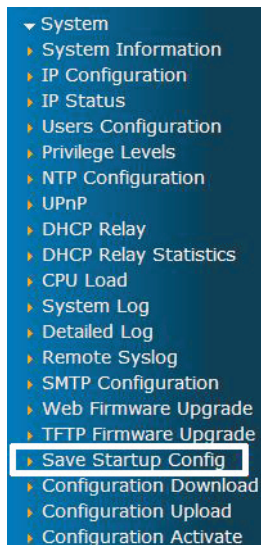 System
System Information
IP Configuration
IP Status
Users Configuration
Privilege Levels
NTP Configuration
UPnP
DHCP Relay
DHCP Relay Statistics
CPU Load
System Log
Detailed Log
Remote Syslog
SMTP Configuration
Web Firmware Upgrade
TFTP Firmware Upgrade
Save Startup Config
Configuration Download
Configuration Upload
Configuration Activate